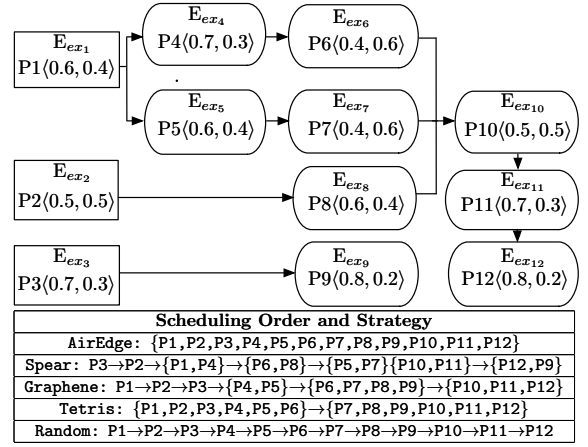 E_ex1
P1⟨0.6, 0.4⟩
E_ex4
P4⟨0.7, 0.3⟩
E_ex6
P6⟨0.4, 0.6⟩
E_ex5
P5⟨0.6, 0.4⟩
E_ex7
P7⟨0.4, 0.6⟩
E_ex10
P10⟨0.5, 0.5⟩
E_ex2
P2⟨0.5, 0.5⟩
E_ex8
P8⟨0.6, 0.4⟩
E_ex11
P11⟨0.7, 0.3⟩
E_ex3
P3⟨0.7, 0.3⟩
E_ex9
P9⟨0.8, 0.2⟩
E_ex12
P12⟨0.8, 0.2⟩
Scheduling Order and Strategy
AirEdge: {P1,P2,P3,P4,P5,P6,P7,P8,P9,P10,P11,P12}
Spear: P3→P2→{P1,P4}→{P6,P8}→{P5,P7}{P10,P11}→{P12,P9}
Graphene: P1→P2→P3→{P4,P5}→{P6,P7,P8,P9}→{P10,P11,P12}
Tetris: {P1,P2,P3,P4,P5,P6}→{P7,P8,P9,P10,P11,P12}
Random: P1→P2→P3→P4→P5→P6→P7→P8→P9→P10→P11→P12